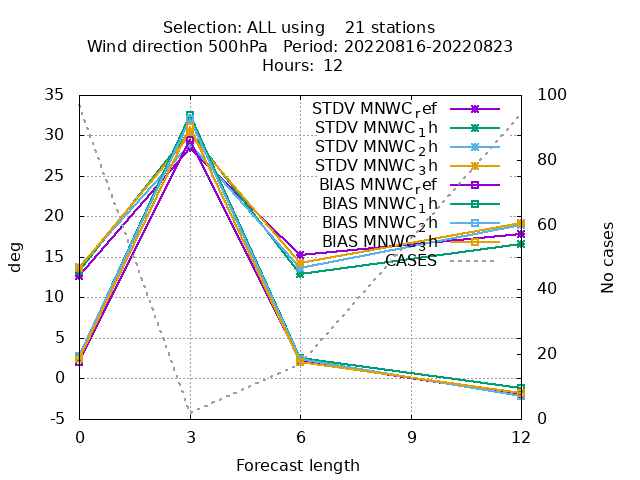 Selection: ALL using    21 stations
Wind direction 500hPa   Period: 20220816-20220823
Hours:  12
35
30
25
20
15
10
5
0
-5
100
80
60
40
20
0
deg
No cases
STDV MNWC_ref
STDV MNWC_1h
STDV MNWC_2h
STDV MNWC_3h
BIAS MNWC_ref
BIAS MNWC_1h
BIAS MNWC_2h
BIAS MNWC_3h
CASES
0 3 6 9 12
Forecast length